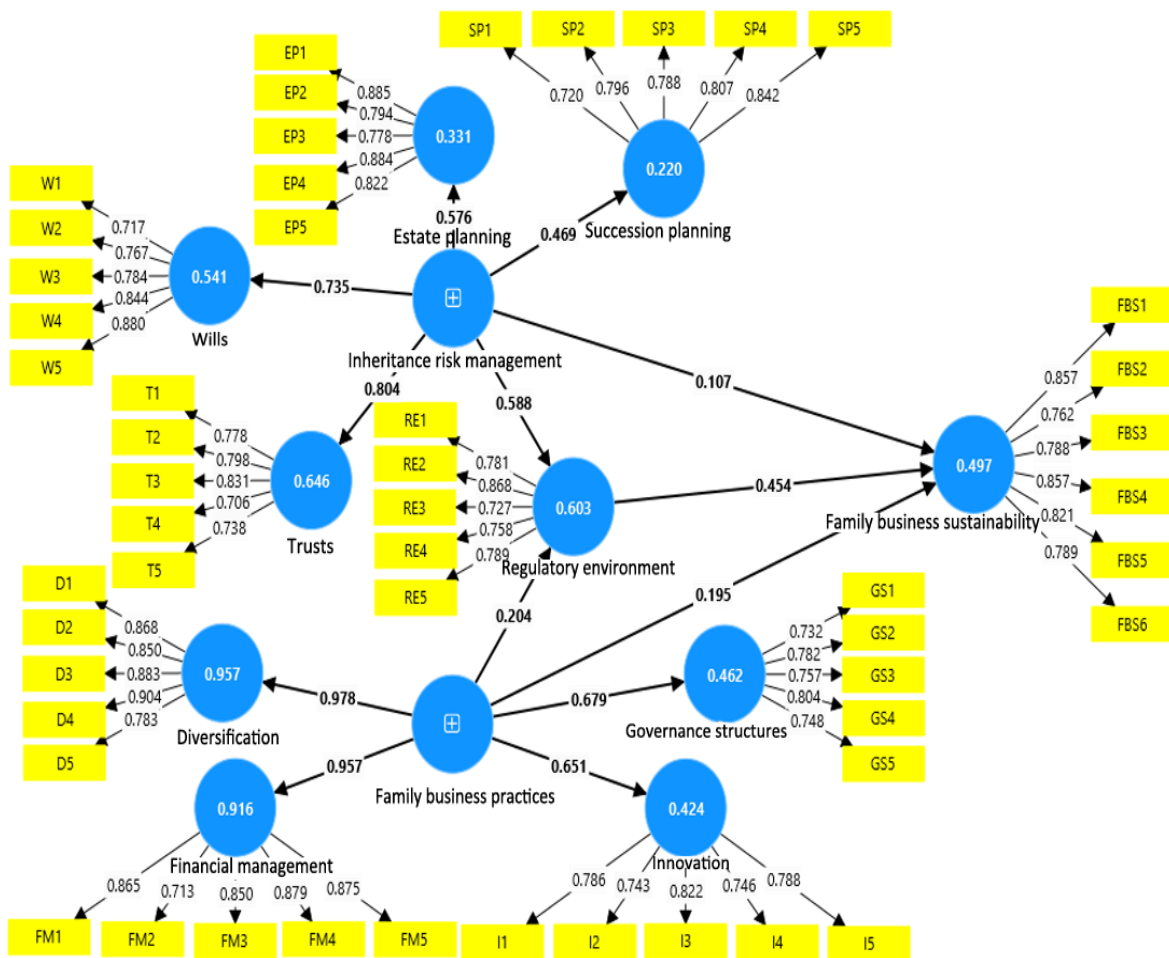 SP1 SP2 SP3 SP4 SP5
0.720 0.796 0.788 0.807 0.842
0.220
Succession planning
EP1
EP2
EP3
EP4
EP5
0.885
0.794
0.778
0.884
0.822
0.331
Estate planning
0.576
0.469
W1
W2
W3
W4
W5
0.717
0.767
0.784
0.844
0.880
0.541
Wills
0.735
Inheritance risk management
0.804
0.588
0.107
T1
T2
T3
T4
T5
0.778
0.798
0.831
0.706
0.738
0.646
Trusts
RE1
RE2
RE3
RE4
RE5
0.781
0.868
0.727
0.758
0.789
0.603
Regulatory environment
0.454
0.204
0.195
FBS1
FBS2
FBS3
FBS4
FBS5
FBS6
0.857
0.762
0.788
0.857
0.821
0.789
0.497
Family business sustainability
D1
D2
D3
D4
D5
0.868
0.850
0.883
0.904
0.783
0.957
Diversification
0.978
0.679
GS1
GS2
GS3
GS4
GS5
0.732
0.782
0.757
0.804
0.748
0.462
Governance structures
Family business practices
0.957
0.651
0.916
Financial management
0.865 0.713 0.850 0.879 0.875
FM1 FM2 FM3 FM4 FM5
0.424
Innovation
0.786 0.743 0.822 0.746 0.788
I1 I2 I3 I4 I5